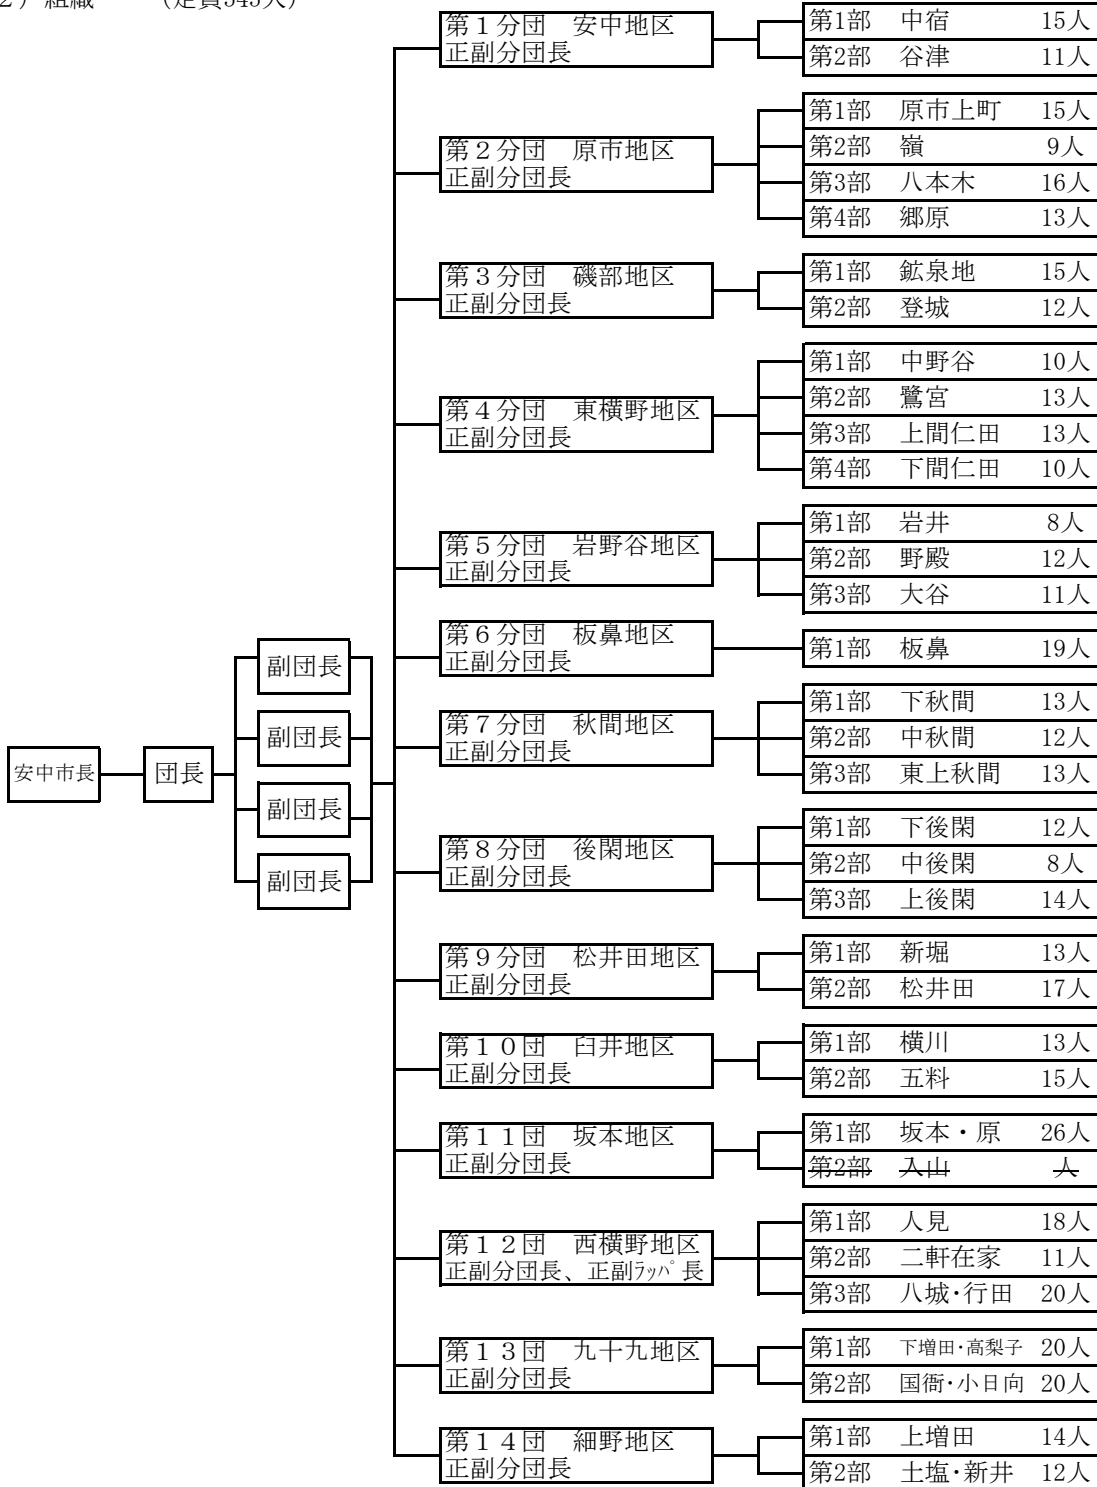 ２）組織　（定員545人）
安中市長
団長
副団長
副団長
副団長
副団長
第１分団　安中地区
正副分団長
第1部　中宿　15人
第2部　谷津　11人
第２分団　原市地区
正副分団長
第1部　原市上町　15人
第2部　嶺　9人
第3部　八本木　16人
第4部　郷原　13人
第３分団　磯部地区
正副分団長
第1部　鉱泉地　15人
第2部　登城　12人
第４分団　東横野地区
正副分団長
第1部　中野谷　10人
第2部　鷺宮　13人
第3部　上間仁田　13人
第4部　下間仁田　10人
第５分団　岩野谷地区
正副分団長
第1部　岩井　8人
第2部　野殿　12人
第3部　大谷　11人
第６分団　板鼻地区
正副分団長
第1部　板鼻　19人
第７分団　秋間地区
正副分団長
第1部　下秋間　13人
第2部　中秋間　12人
第3部　東上秋間　13人
第８分団　後閑地区
正副分団長
第1部　下後閑　12人
第2部　中後閑　8人
第3部　上後閑　14人
第９分団　松井田地区
正副分団長
第1部　新堀　13人
第2部　松井田　17人
第１０団　臼井地区
正副分団長
第1部　横川　13人
第2部　五料　15人
第１１団　坂本地区
正副分団長
第1部　坂本・原　26人
第2部　入山　人
第１２団　西横野地区
正副分団長、正副ﾗｯﾊﾟ長
第1部　人見　18人
第2部　二軒在家　11人
第3部　八城・行田　20人
第１３団　九十九地区
正副分団長
第1部　下増田・高梨子　20人
第2部　国衙・小日向　20人
第１４団　細野地区
正副分団長
第1部　上増田　14人
第2部　土塩・新井　12人